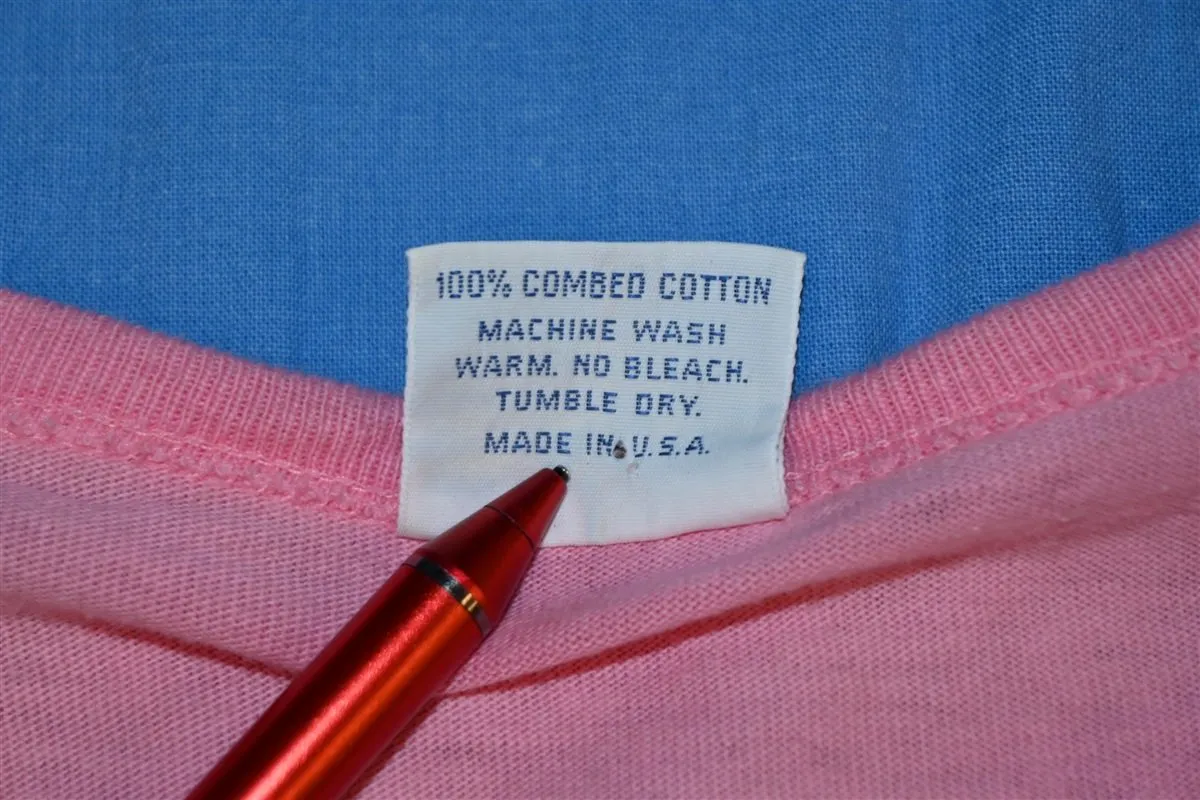 100% COMBED COTTON
MACHINE WASH
WARM. NO BLEACH.
TUMBLE DRY.
MADE IN U.S.A.